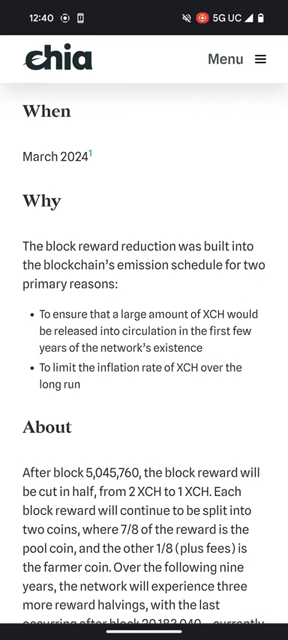 12:40
5G UC
chia
Menu
When
March 2024¹
Why
The block reward reduction was built into
the blockchain's emission schedule for two
primary reasons:
• To ensure that a large amount of XCH would
be released into circulation in the first few
years of the network's existence
• To limit the inflation rate of XCH over the
long run
About
After block 5,045,760, the block reward will
be cut in half, from 2 XCH to 1 XCH. Each
block reward will continue to be split into
two coins, where 7/8 of the reward is the
pool coin, and the other 1/8 (plus fees) is
the farmer coin. Over the following nine
years, the network will experience three
more reward halvings, with the last
occurring after block 20,183,040 – currently